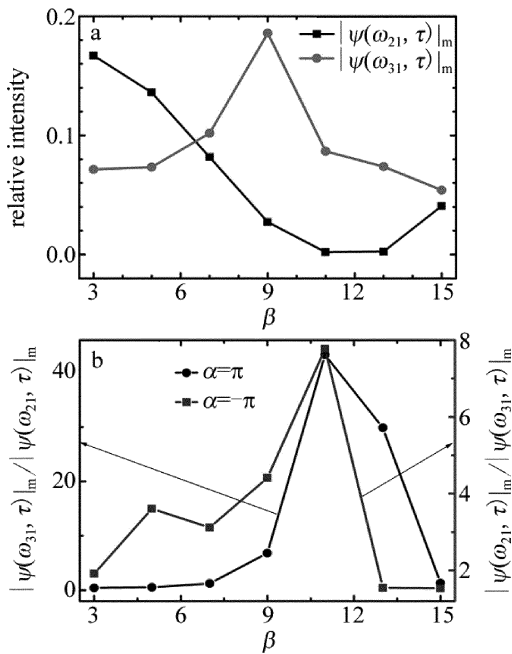 a
|ψ(ω21, τ)|m
|ψ(ω31, τ)|m
relative intensity
0.2
0.1
0.0
3 6 9 12 15
β
b
α=π
α=-π
|ψ(ω31, τ)|m/|ψ(ω21, τ)|m
40
20
0
|ψ(ω21, τ)|m/|ψ(ω31, τ)|m
8
6
4
2
3 6 9 12 15
β